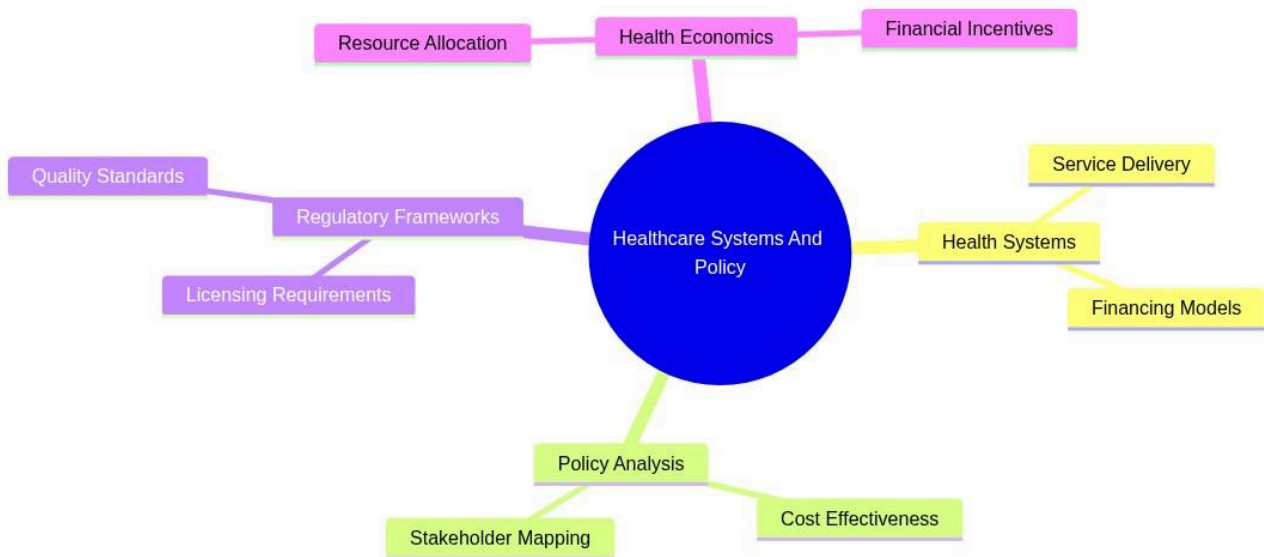 Resource Allocation
Health Economics
Financial Incentives
Quality Standards
Regulatory Frameworks
Licensing Requirements
Healthcare Systems And
Policy
Service Delivery
Health Systems
Financing Models
Policy Analysis
Stakeholder Mapping
Cost Effectiveness